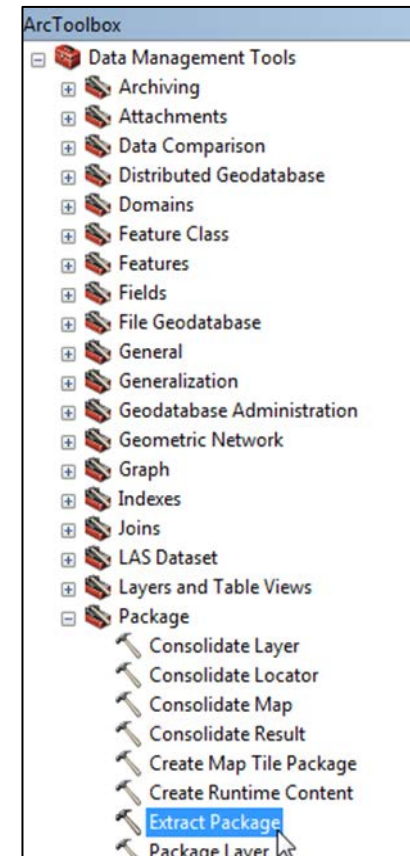 ArcToolbox
Data Management Tools
Archiving
Attachments
Data Comparison
Distributed Geodatabase
Domains
Feature Class
Features
Fields
File Geodatabase
General
Generalization
Geodatabase Administration
Geometric Network
Graph
Indexes
Joins
LAS Dataset
Layers and Table Views
Package
Consolidate Layer
Consolidate Locator
Consolidate Map
Consolidate Result
Create Map Tile Package
Create Runtime Content
Extract Package
Package Layer